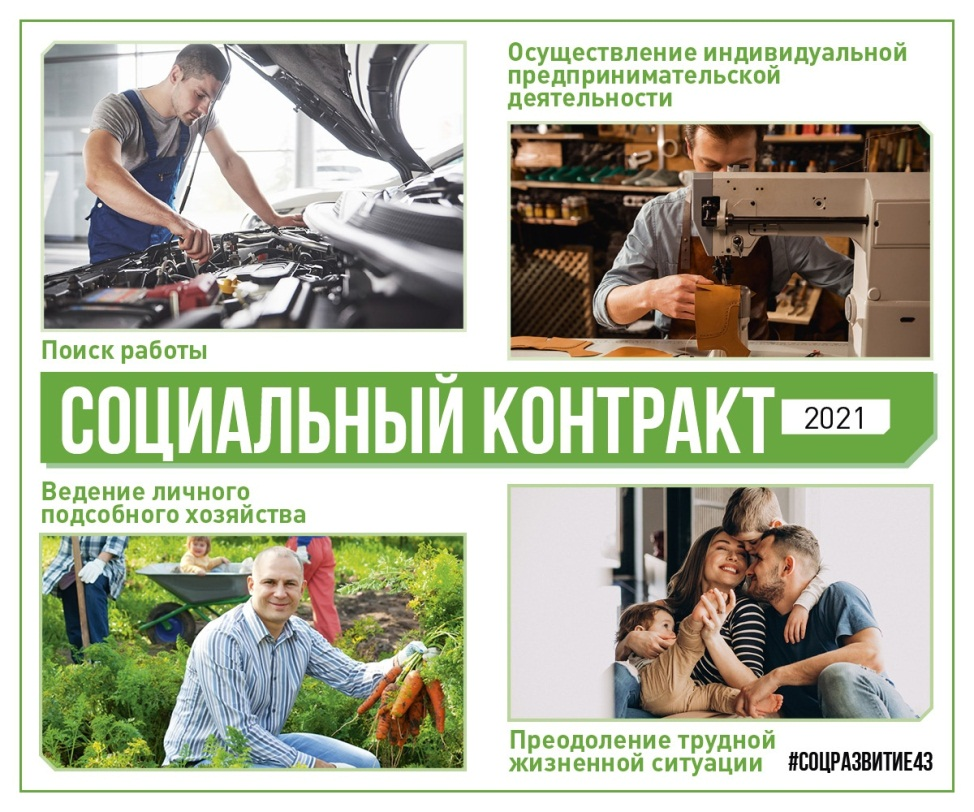 Осуществление индивидуальной
предпринимательской
деятельности
Поиск работы
СОЦИАЛЬНЫЙ КОНТРАКТ 2021
Ведение личного
подсобного хозяйства
Преодоление трудной
жизненной ситуации
#СОЦРАЗВИТИЕ43